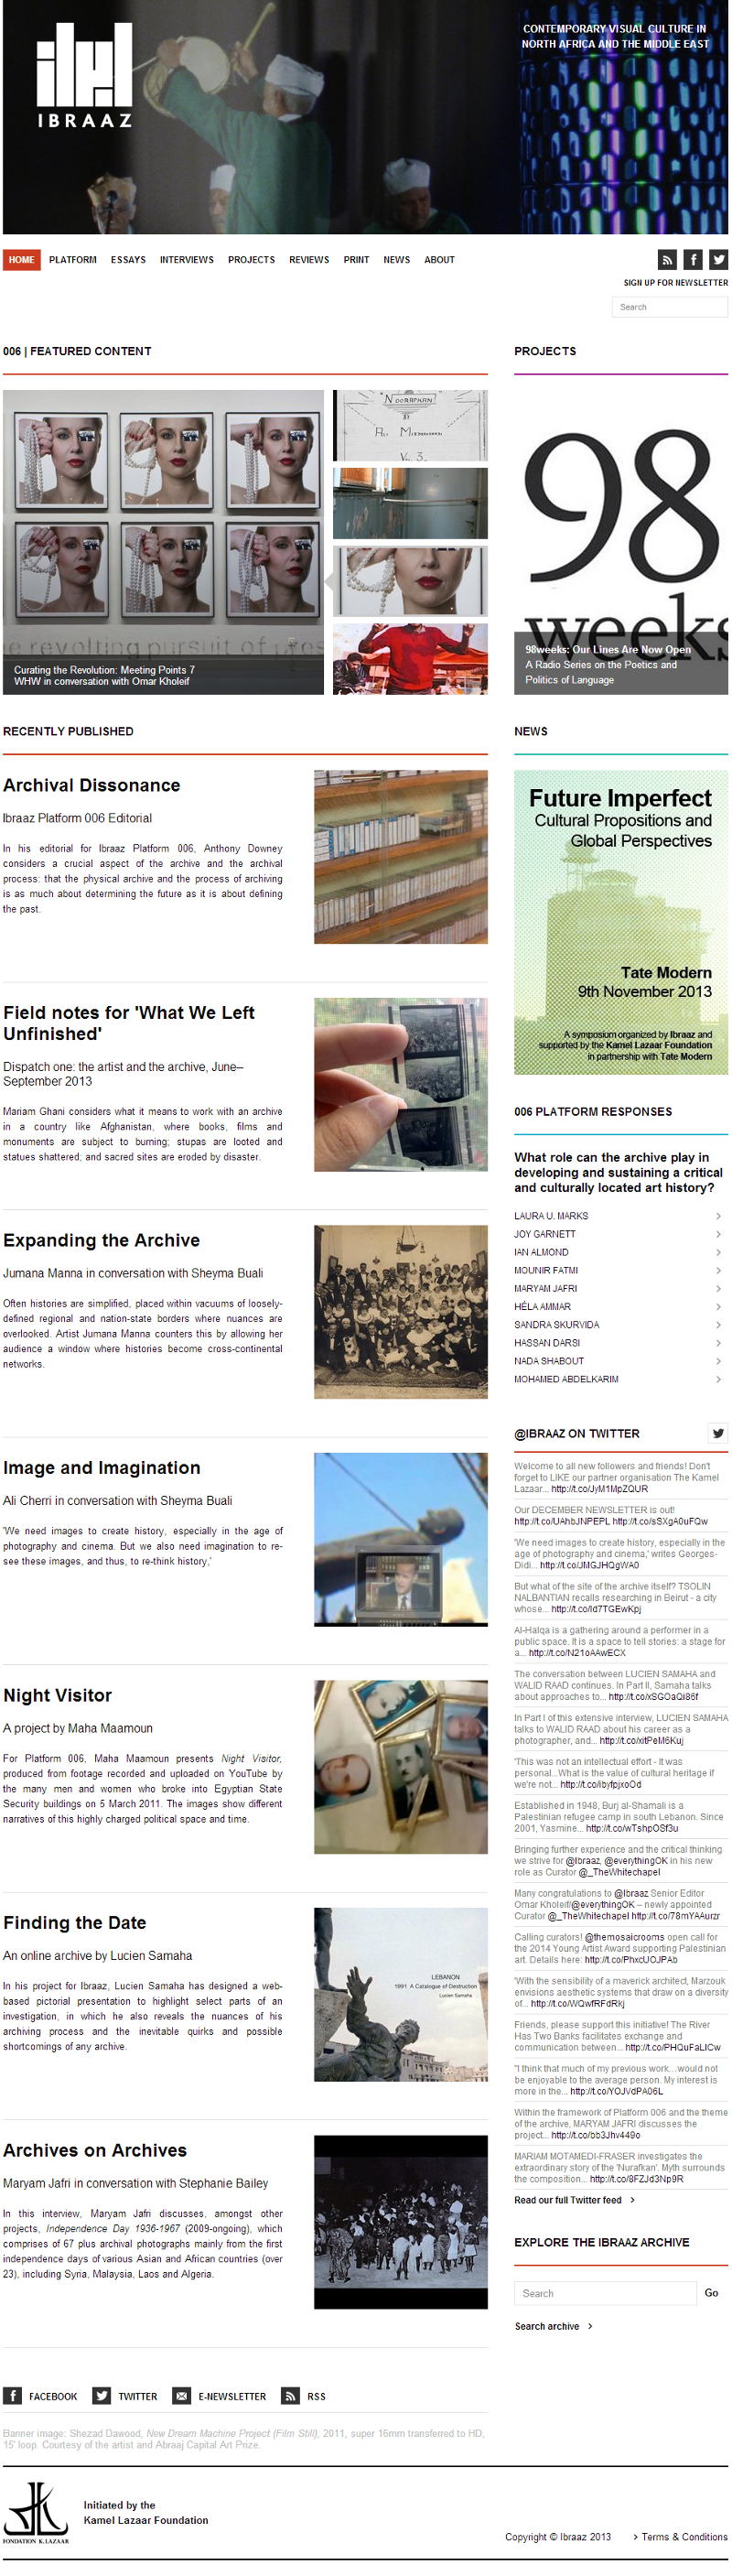 IBRAAZ
CONTEMPORARY VISUAL CULTURE IN
NORTH AFRICA AND THE MIDDLE EAST
HOME PLATFORM ESSAYS INTERVIEWS PROJECTS REVIEWS PRINT NEWS ABOUT
SIGN UP FOR NEWSLETTER
Search
006 | FEATURED CONTENT
Curating the Revolution: Meeting Points 7
WHW in conversation with Omar Kholeif
RECENTLY PUBLISHED
Archival Dissonance
Ibraaz Platform 006 Editorial
In his editorial for Ibraaz Platform 006, Anthony Downey
considers a crucial aspect of the archive and the archival
process: that the physical archive and the process of archiving
is as much about determining the future as it is about defining
the past.
Field notes for 'What We Left
Unfinished'
Dispatch one: the artist and the archive, June–
September 2013
Mariam Ghani considers what it means to work with an archive
in a country like Afghanistan, where books, films and
monuments are subject to burning; stupas are looted and
statues shattered; and sacred sites are eroded by disaster.
Expanding the Archive
Jumana Manna in conversation with Sheyma Buali
Often histories are simplified, placed within vacuums of loosely-
defined regional and nation-state borders where nuances are
overlooked. Artist Jumana Manna counters this by allowing her
audience a window where histories become cross-continental
networks.
Image and Imagination
Ali Cherri in conversation with Sheyma Buali
'We need images to create history, especially in the age of
photography and cinema. But we also need imagination to re-
see these images, and thus, to re-think history,'
Night Visitor
A project by Maha Maamoun
For Platform 006, Maha Maamoun presents Night Visitor,
produced from footage recorded and uploaded on YouTube by
the many men and women who broke into Egyptian State
Security buildings on 5 March 2011. The images show different
narratives of this highly charged political space and time.
Finding the Date
An online archive by Lucien Samaha
In his project for Ibraaz, Lucien Samaha has designed a web-
based pictorial presentation to highlight select parts of an
investigation, in which he also reveals the nuances of his
archiving process and the inevitable quirks and possible
shortcomings of any archive.
LEBANON
1991 A Catalogue of Destruction
Lucien Samaha
Archives on Archives
Maryam Jafri in conversation with Stephanie Bailey
In this interview, Maryam Jafri discusses, amongst other
projects, Independence Day 1936-1967 (2009-ongoing), which
comprises of 67 plus archival photographs mainly from the first
independence days of various Asian and African countries (over
23), including Syria, Malaysia, Laos and Algeria.
PROJECTS
98
weeks
98weeks: Our Lines Are Now Open
A Radio Series on the Poetics and
Politics of Language
NEWS
Future Imperfect
Cultural Propositions and
Global Perspectives
Tate Modern
9th November 2013
A symposium organized by Ibraaz and
supported by the Kamel Lazaar Foundation
in partnership with Tate Modern
006 PLATFORM RESPONSES
What role can the archive play in
developing and sustaining a critical
and culturally located art history?
LAURA U. MARKS
JOY GARNETT
IAN ALMOND
MOUNIR FATMI
MARYAM JAFRI
HÉLA AMMAR
SANDRA SKURVIDA
HASSAN DARSI
NADA SHABOUT
MOHAMED ABDELKARIM
@IBRAAZ ON TWITTER
Welcome to all new followers and friends! Don't
forget to LIKE our partner organisation The Kamel
Lazaar... http://t.co/JyM1MpZQUR
Our DECEMBER NEWSLETTER is out!
http://t.co/UAhbJNPEPL http://t.co/sSXgA0uFQw
'We need images to create history, especially in the
age of photography and cinema,' writes Georges-
Didi... http://t.co/JMGJHQgWA0
But what of the site of the archive itself? TSOLIN
NALBANTIAN recalls researching in Beirut - a city
whose... http://t.co/ld7TGEwKpj
Al-Halqa is a gathering around a performer in a
public space. It is a space to tell stories: a stage for
a... http://t.co/N21oAAwECX
The conversation between LUCIEN SAMAHA and
WALID RAAD continues. In Part II, Samaha talks
about approaches to... http://t.co/xSGOaQi86f
In Part I of this extensive interview, LUCIEN SAMAHA
talks to WALID RAAD about his career as a
photographer, and... http://t.co/xitPeM6Kuj
'This was not an intellectual effort - It was
personal...What is the value of cultural heritage if
we're not... http://t.co/ibyfpjxoOd
Established in 1948, Burj al-Shamali is a
Palestinian refugee camp in south Lebanon. Since
2001, Yasmine... http://t.co/wTshpOSf3u
Bringing further experience and the critical thinking
we strive for @Ibraaz, @everythingOK in his new
role as Curator @_TheWhitechapel
Many congratulations to @Ibraaz Senior Editor
Omar Kholeif/@everythingOK – newly appointed
Curator @_TheWhitechapel http://t.co/78mYAAurzr
Calling curators! @themosaicrooms open call for
the 2014 Young Artist Award supporting Palestinian
art. Details here: http://t.co/PhxcUOJPAb
'With the sensibility of a maverick architect, Marzouk
envisions aesthetic systems that draw on a diversity
of... http://t.co/WQwfRFdRkj
Friends, please support this initiative! The River
Has Two Banks facilitates exchange and
communication between... http://t.co/PHQuFaLICw
"I think that much of my previous work...would not
be enjoyable to the average person. My interest is
more in the... http://t.co/YOJVdPA06L
Within the framework of Platform 006 and the theme
of the archive, MARYAM JAFRI discusses the
project... http://t.co/bb3Jhv449o
MARIAM MOTAMEDI-FRASER investigates the
extraordinary story of the 'Nurafkan'. Myth surrounds
the composition... http://t.co/8FZJd3Np9R
Read our full Twitter feed
EXPLORE THE IBRAAZ ARCHIVE
Search Go
Search archive
FACEBOOK TWITTER E-NEWSLETTER RSS
Banner image: Shezad Dawood, New Dream Machine Project (Film Still), 2011, super 16mm transferred to HD,
15' loop. Courtesy of the artist and Abraaj Capital Art Prize.
FONDATION K. LAZAAR
Initiated by the
Kamel Lazaar Foundation
Copyright © Ibraaz 2013 Terms & Conditions